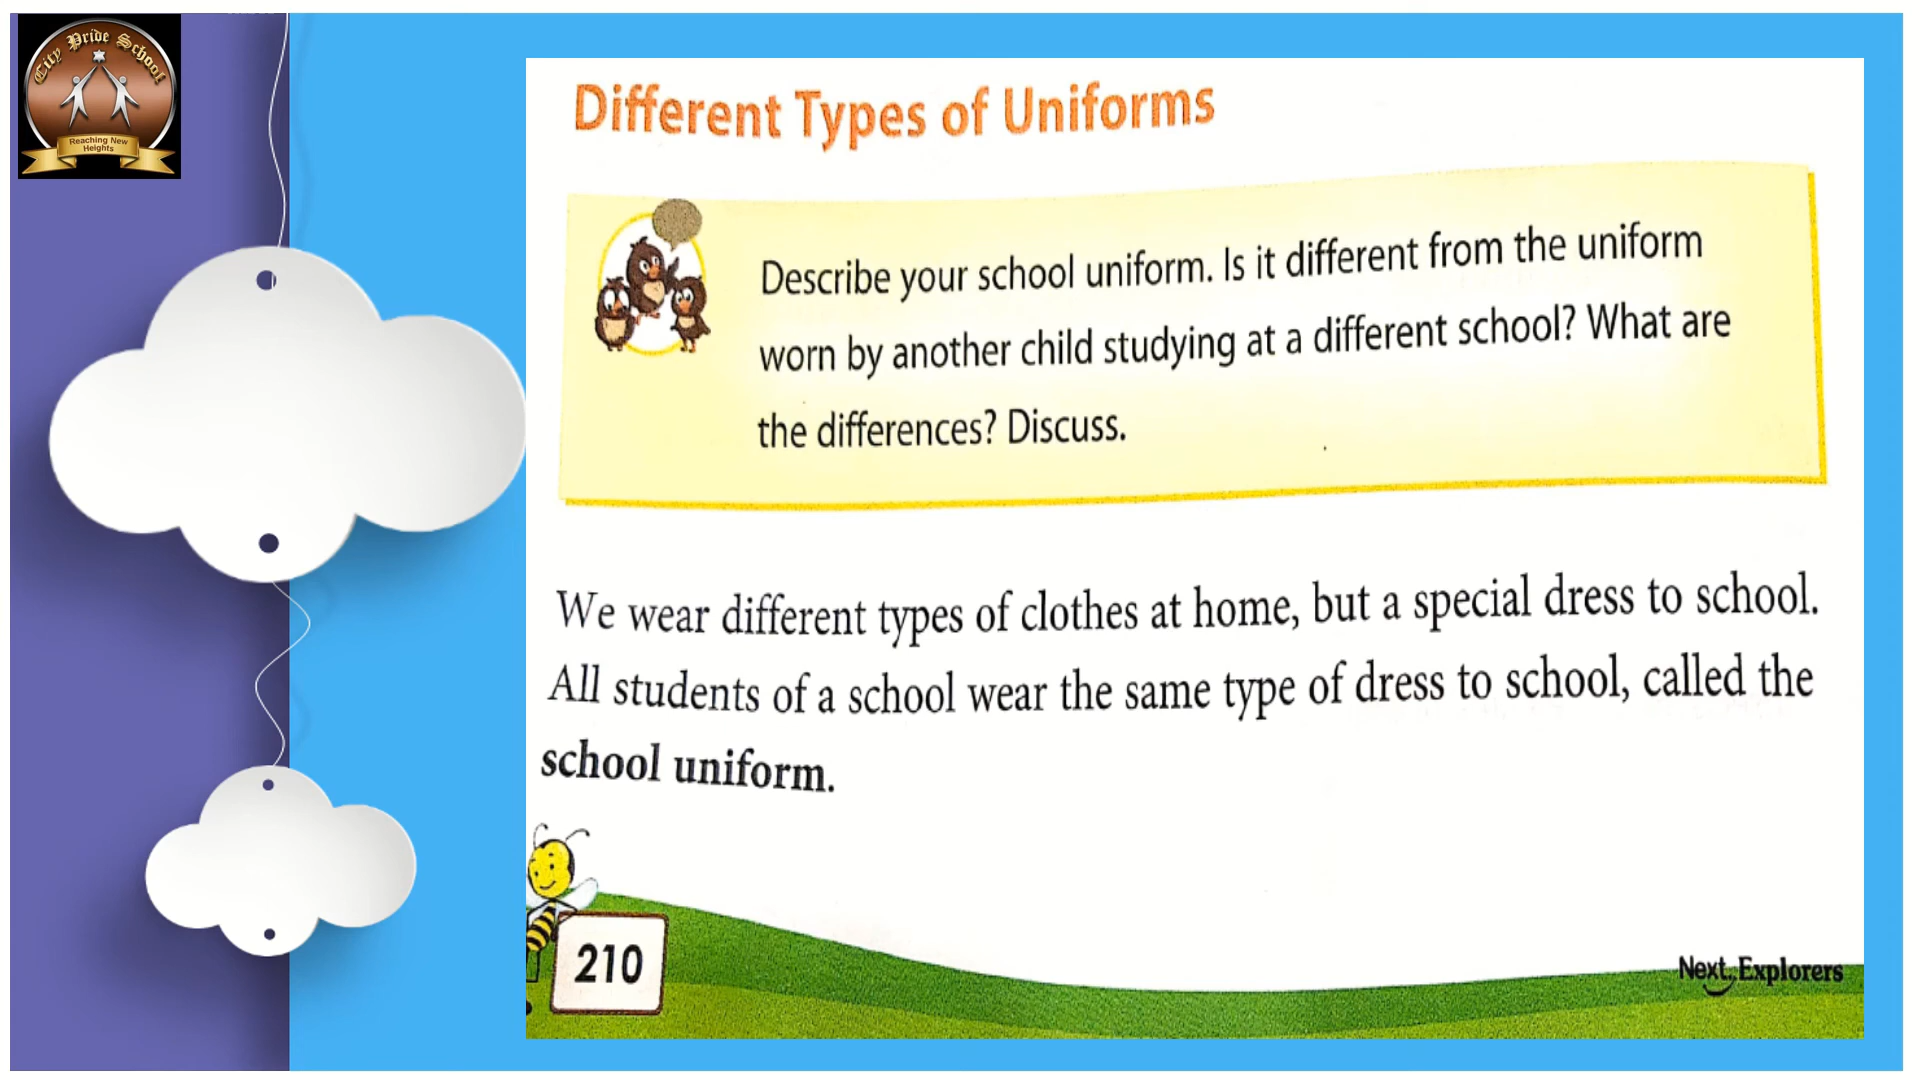 City Pride School
Reaching New
Heights
Different Types of Uniforms
Describe your school uniform. Is it different from the uniform
worn by another child studying at a different school? What are
the differences? Discuss.
We wear different types of clothes at home, but a special dress to school.
All students of a school wear the same type of dress to school, called the
school uniform.
210
Next Explorers